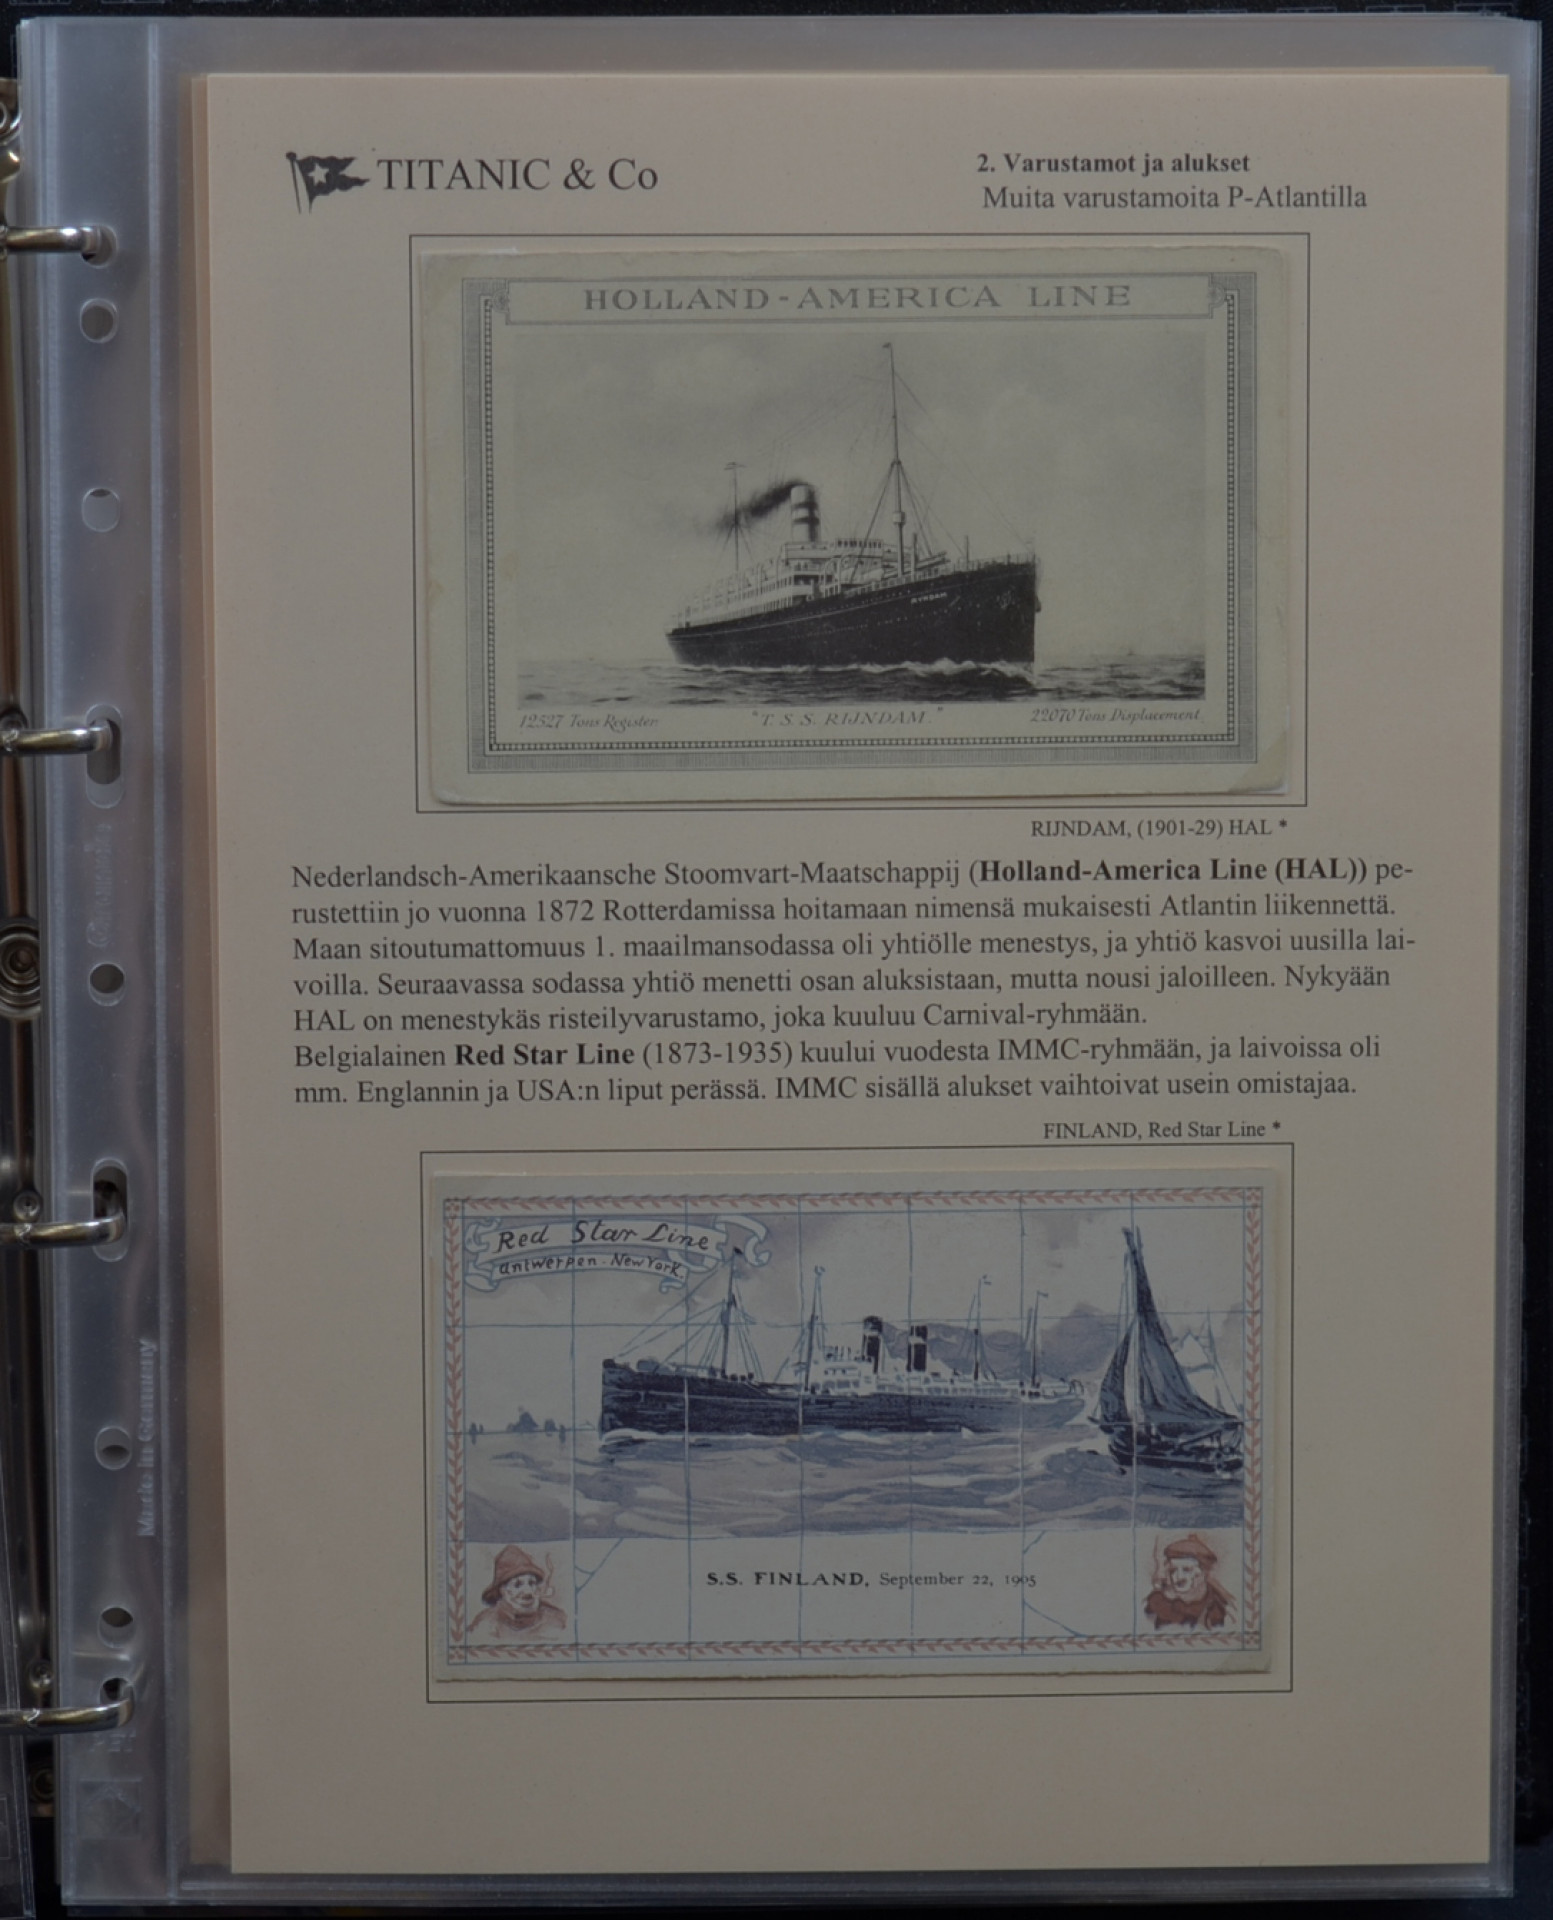 TITANIC & Co
2. Varustamot ja alukset
Muita varustamoita P-Atlantilla
HOLLAND-AMERICA LINE
RYNDAM
12527 Tons Register
"T. S. S. RIJNDAM."
22070 Tons Displacement
RIJNDAM, (1901-29) HAL *
Nederlandsch-Amerikaansche Stoomvart-Maatschappij (Holland-America Line (HAL)) pe-
rustettiin jo vuonna 1872 Rotterdamissa hoitamaan nimensä mukaisesti Atlantin liikennettä.
Maan sitoutumattomuus 1. maailmansodassa oli yhtiölle menestys, ja yhtiö kasvoi uusilla lai-
voilla. Seuraavassa sodassa yhtiö menetti osan aluksistaan, mutta nousi jaloilleen. Nykyään
HAL on menestykäs risteilyvarustamo, joka kuuluu Carnival-ryhmään.
Belgialainen Red Star Line (1873-1935) kuului vuodesta IMMC-ryhmään, ja laivoissa oli
mm. Englannin ja USA:n liput perässä. IMMC sisällä alukset vaihtoivat usein omistajaa.
FINLAND, Red Star Line *
Red Star Line
antwerpen - New York.
S.S. FINLAND, September 22, 1905
Made in Germany